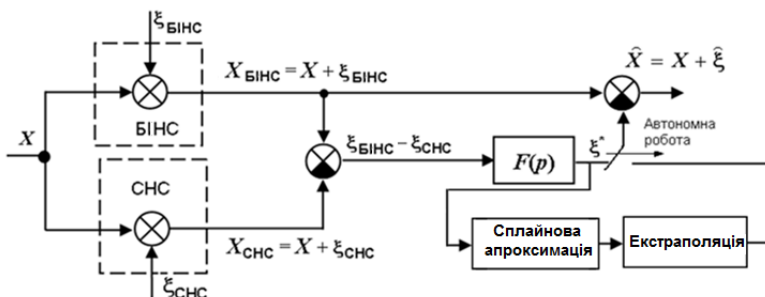 ξБІНС
XБІНС = X + ξБІНС
X̂ = X + ξ̂
X
БІНС
Автономна
робота
ξБІНС – ξСНС
F(p)
ξ*
СНС
XСНС = X + ξСНС
Сплайнова
апроксимація
Екстраполяція
ξСНС